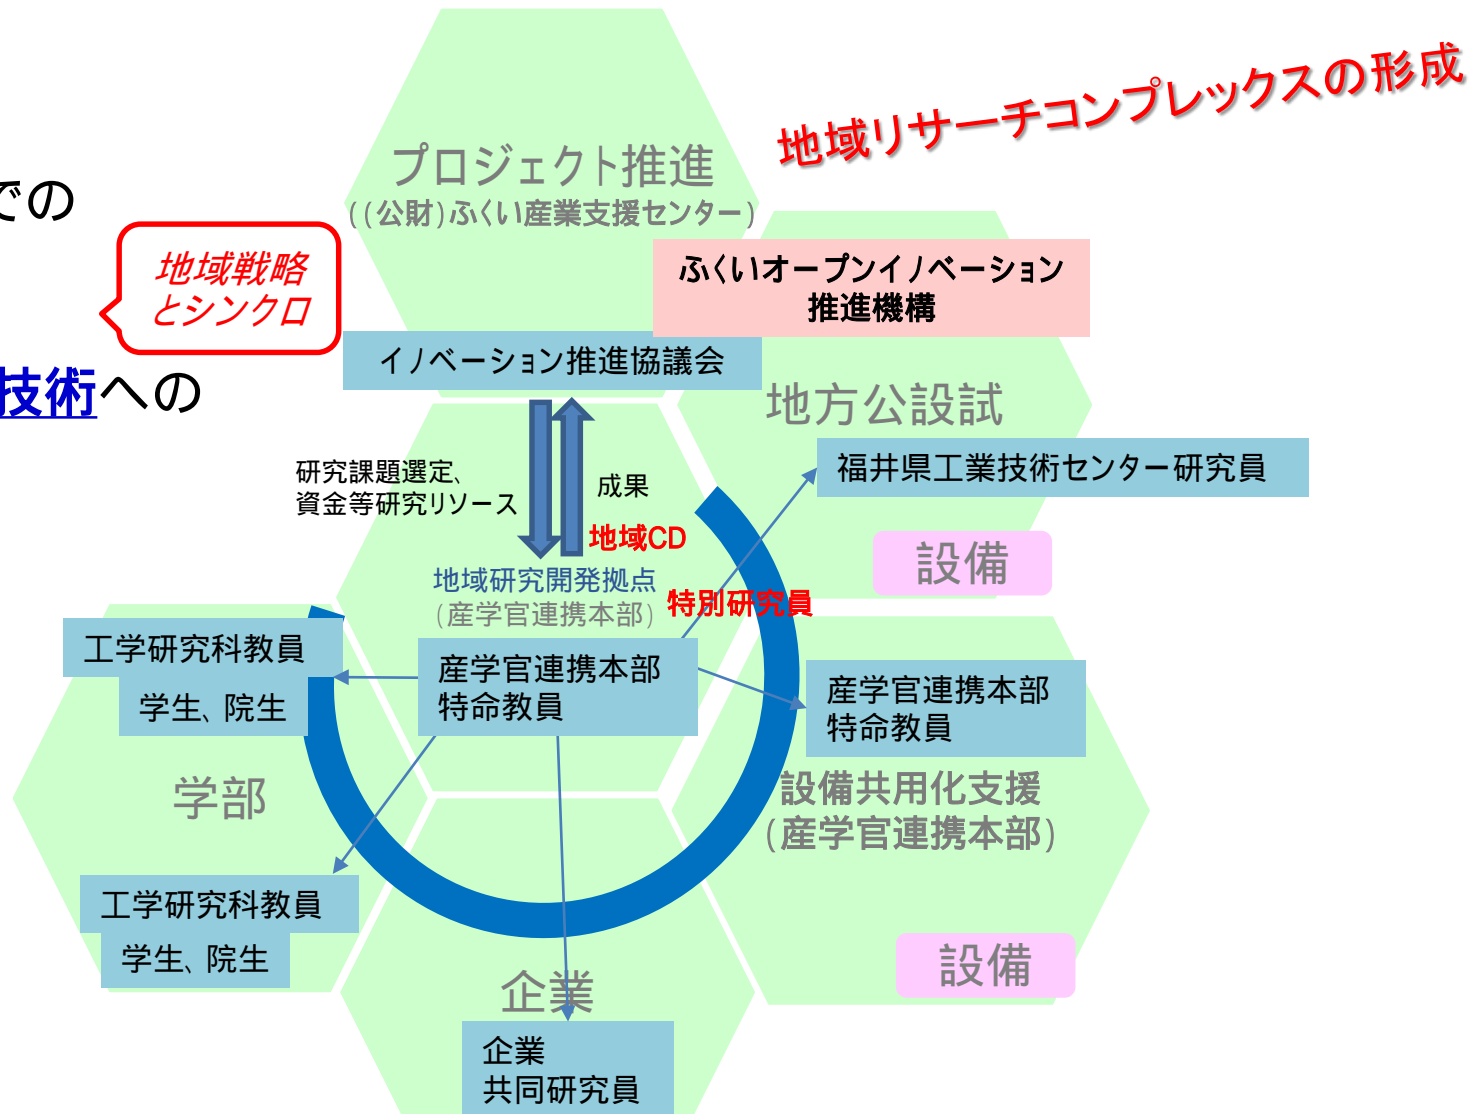 地域リサーチコンプレックスの形成
プロジェクト推進
((公財)ふくい産業支援センター)
での
地域戦略
とシンクロ
ふくいオープンイノベーション
推進機構
イノベーション推進協議会
技術への
地方公設試
福井県工業技術センター研究員
研究課題選定、
資金等研究リソース
成果
地域CD
設備
地域研究開発拠点
(産学官連携本部)
特別研究員
工学研究科教員
学生、院生
産学官連携本部
特命教員
産学官連携本部
特命教員
学部
設備共用化支援
(産学官連携本部)
工学研究科教員
学生、院生
設備
企業
企業
共同研究員